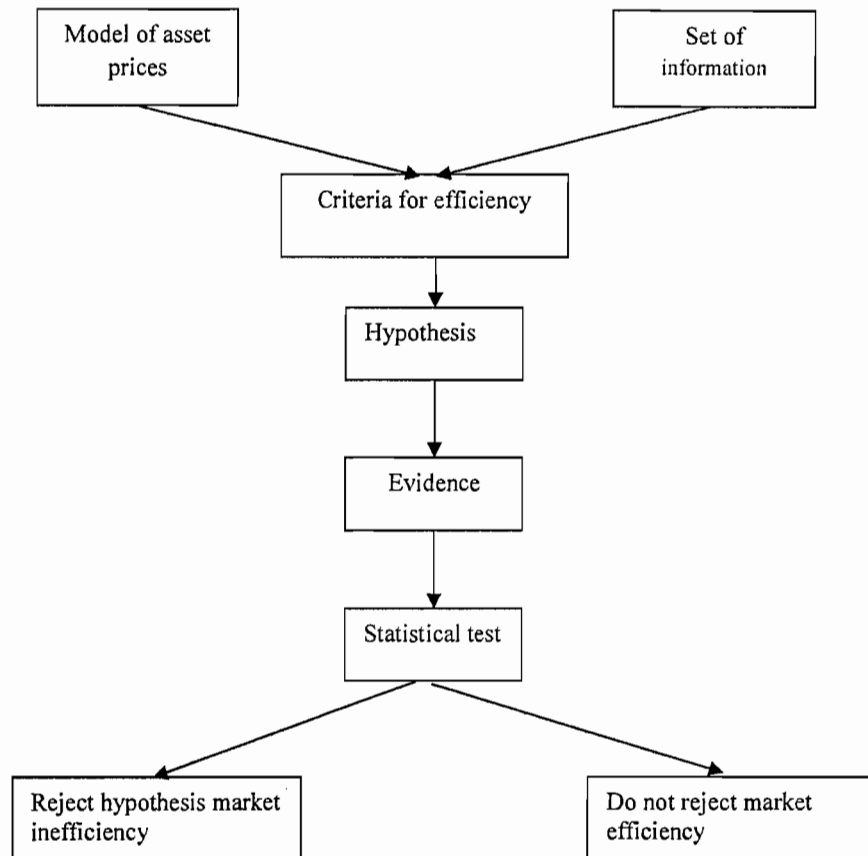 Model of asset
prices
Set of
information
Criteria for efficiency
Hypothesis
Evidence
Statistical test
Reject hypothesis market
inefficiency
Do not reject market
efficiency